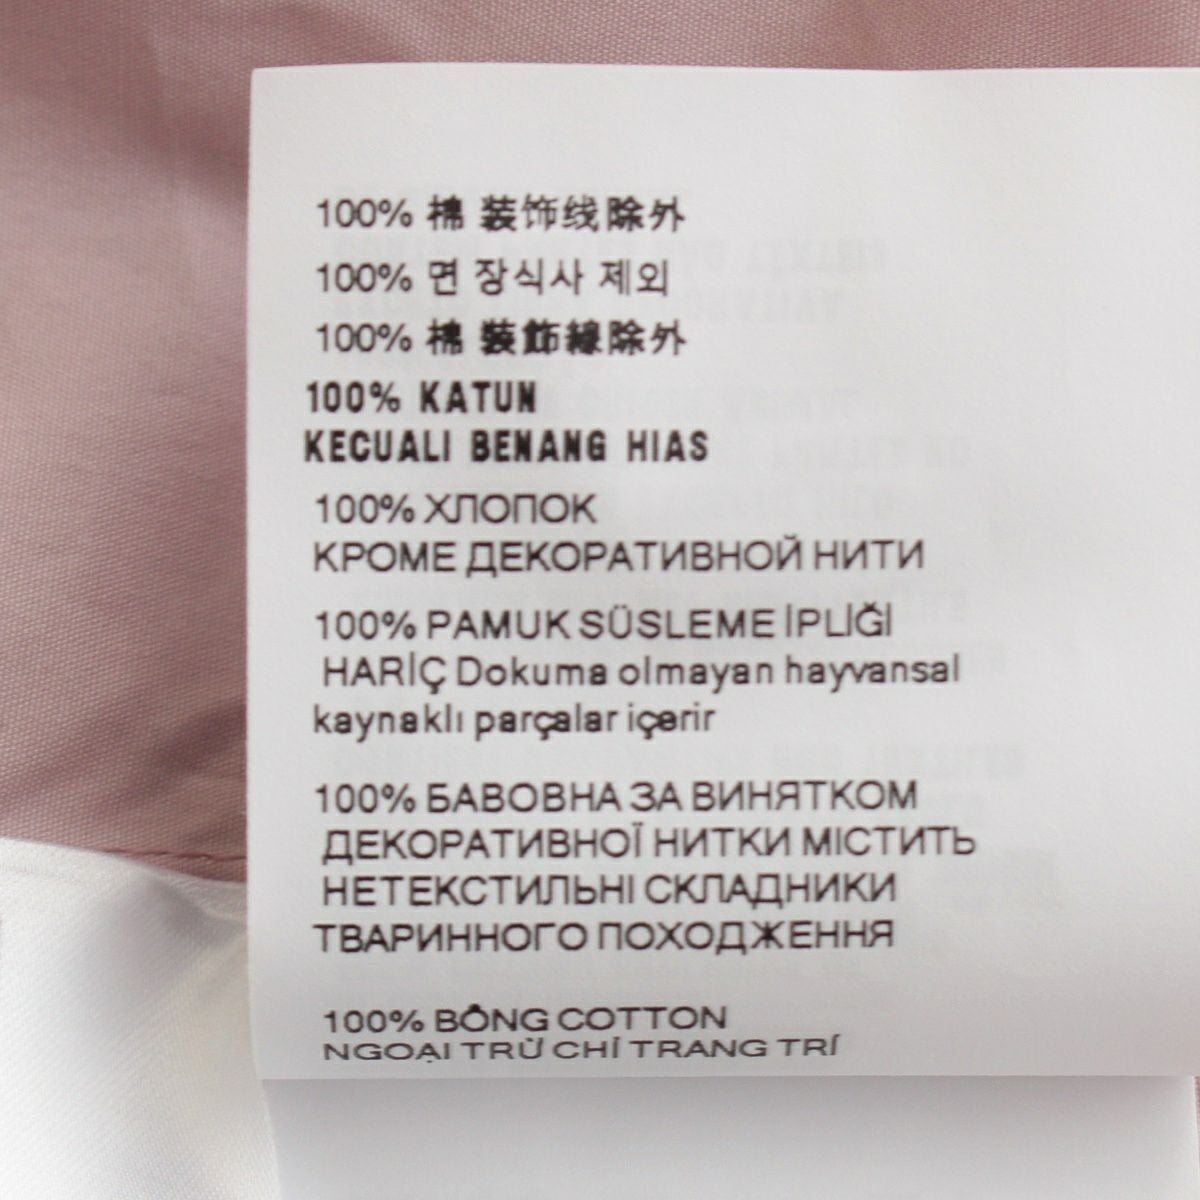 100% 棉 装饰线除外
100% 면 장식사 제외
100% 棉 裝飾線除外
100% KATUN
KECUALI BENANG HIAS
100% ХЛОПОК
КРОМЕ ДЕКОРАТИВНОЙ НИТИ
100% PAMUK SÜSLEME İPLİĞİ
HARİÇ Dokuma olmayan hayvansal
kaynaklı parçalar içerir
100% БАВОВНА ЗА ВИНЯТКОМ
ДЕКОРАТИВНОЇ НИТКИ МІСТИТЬ
НЕТЕКСТИЛЬНІ СКЛАДНИКИ
ТВАРИННОГО ПОХОДЖЕННЯ
100% BÔNG COTTON
NGOẠI TRỪ CHỈ TRANG TRÍ